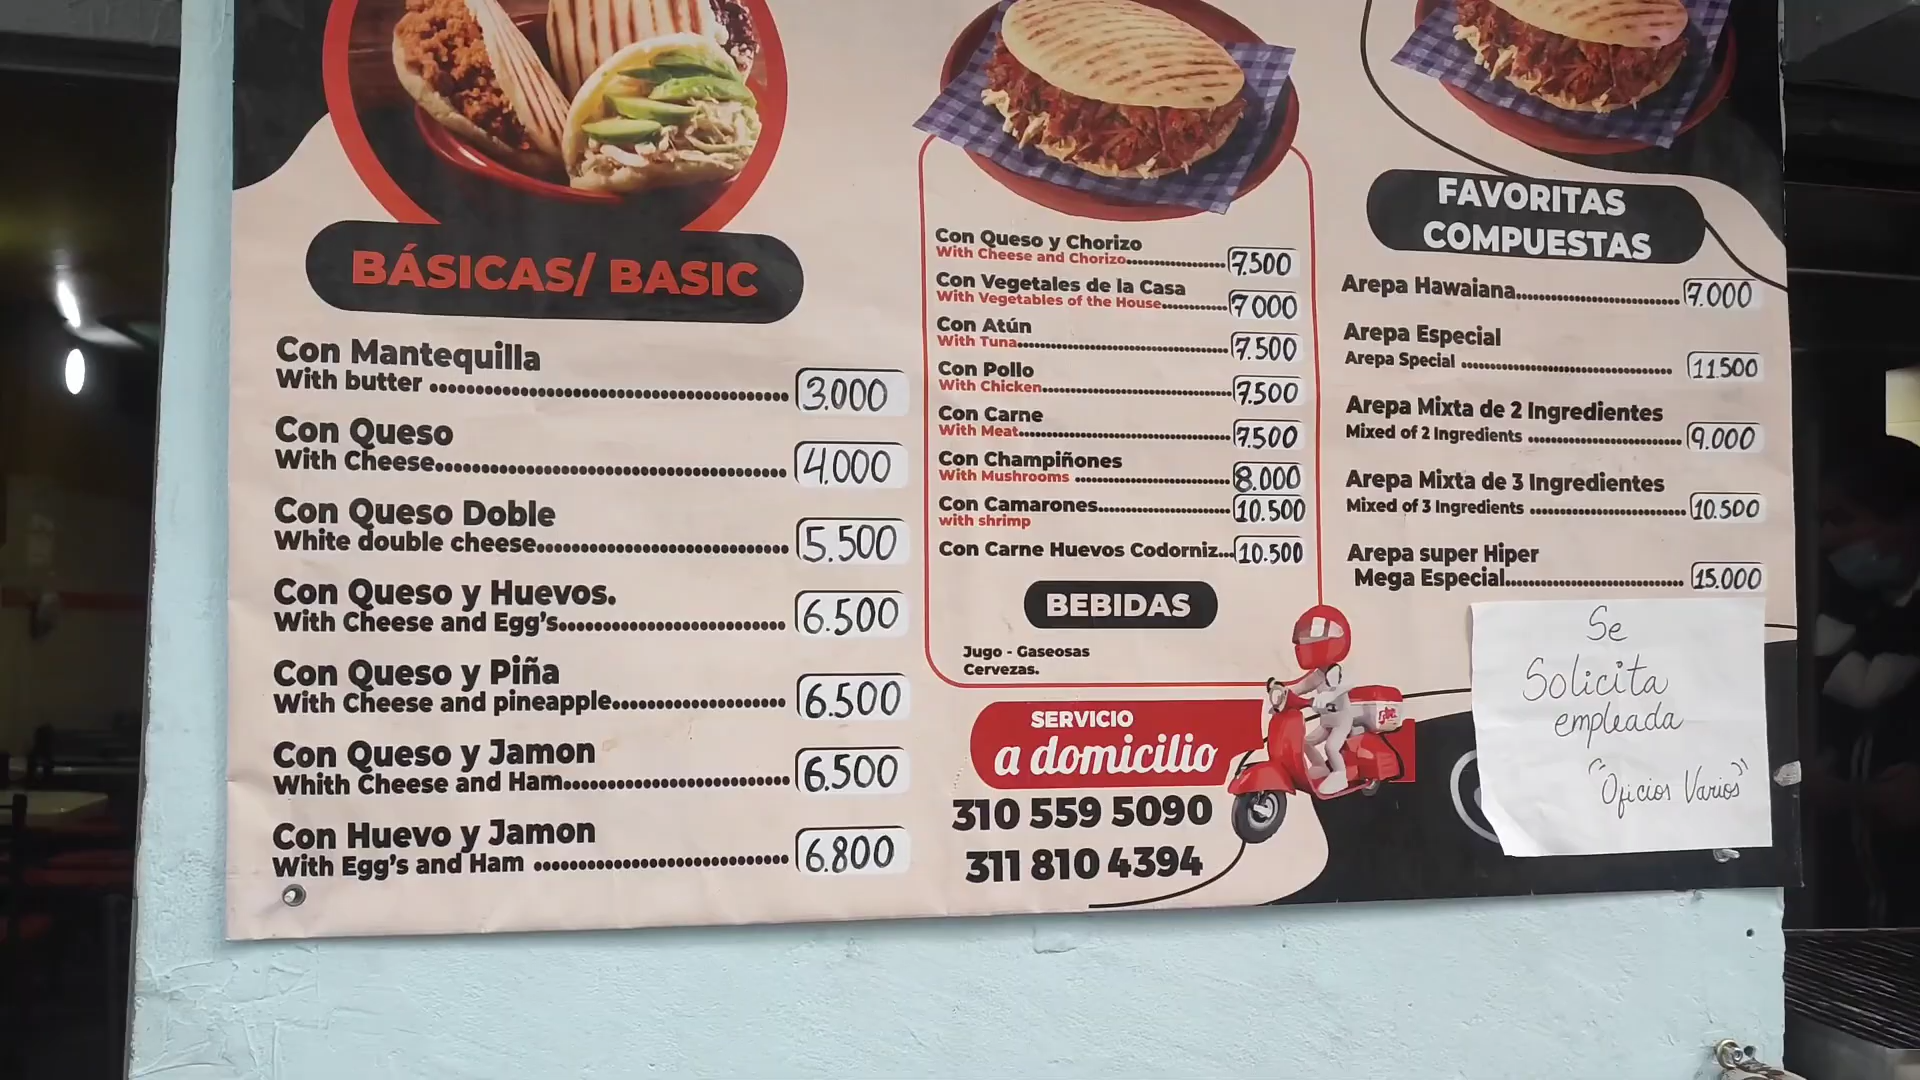 BÁSICAS/ BASIC
Con Mantequilla
With butter 3.000
Con Queso
With Cheese 4.000
Con Queso Doble
White double cheese 5.500
Con Queso y Huevos.
With Cheese and Egg's 6.500
Con Queso y Piña
With Cheese and pineapple 6.500
Con Queso y Jamon
Whith Cheese and Ham 6.500
Con Huevo y Jamon
With Egg's and Ham 6.800
Con Queso y Chorizo
With Cheese and Chorizo 7.500
Con Vegetales de la Casa
With Vegetables of the House 7000
Con Atún
With Tuna 7.500
Con Pollo
With Chicken 7.500
Con Carne
With Meat 7.500
Con Champiñones
With Mushrooms 8.000
Con Camarones 10.500
with shrimp
Con Carne Huevos Codorniz 10.500
BEBIDAS
Jugo - Gaseosas
Cervezas.
SERVICIO
a domicilio
310 559 5090
311 810 4394
FAVORITAS
COMPUESTAS
Arepa Hawaiana 7.000
Arepa Especial
Arepa Special 11500
Arepa Mixta de 2 Ingredientes
Mixed of 2 Ingredients 9.000
Arepa Mixta de 3 Ingredientes
Mixed of 3 Ingredients 10.500
Arepa super Hiper
Mega Especial 15.000
Se
Solicita
empleada
"Oficios Varios"